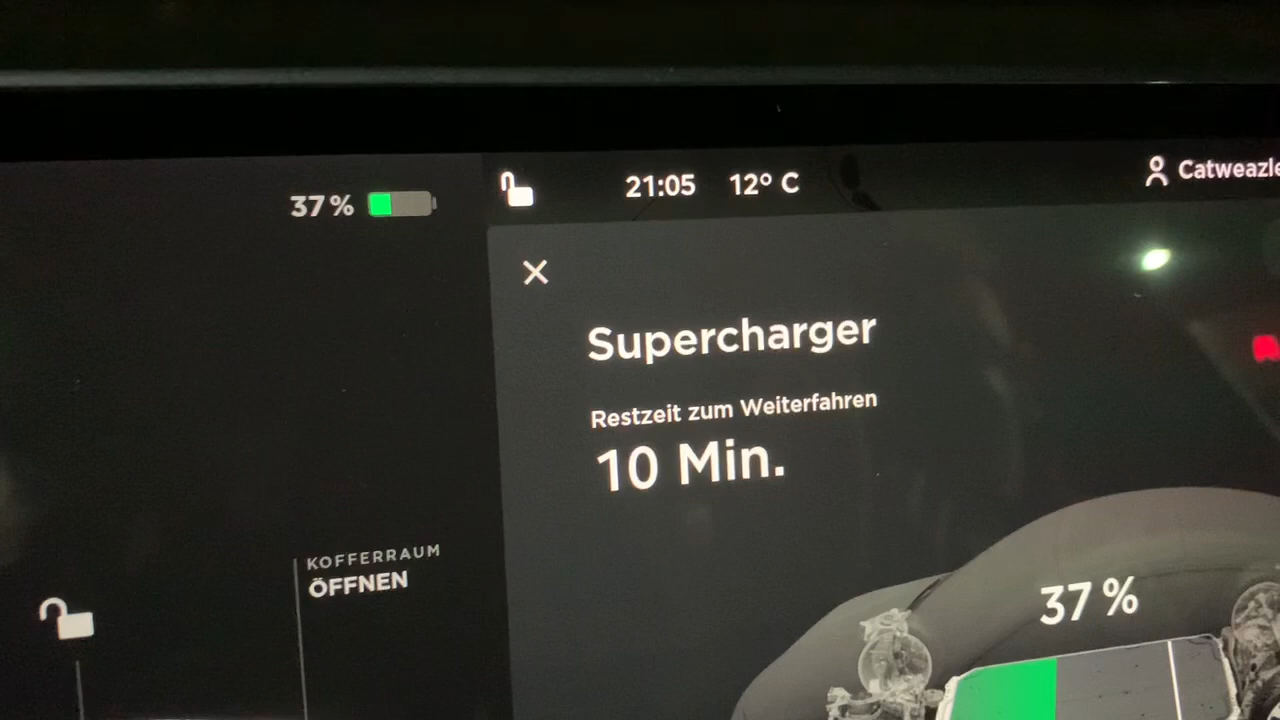 37 %
21:05 12° C
Catweazle
Supercharger
Restzeit zum Weiterfahren
10 Min.
KOFFERRAUM
ÖFFNEN
37 %